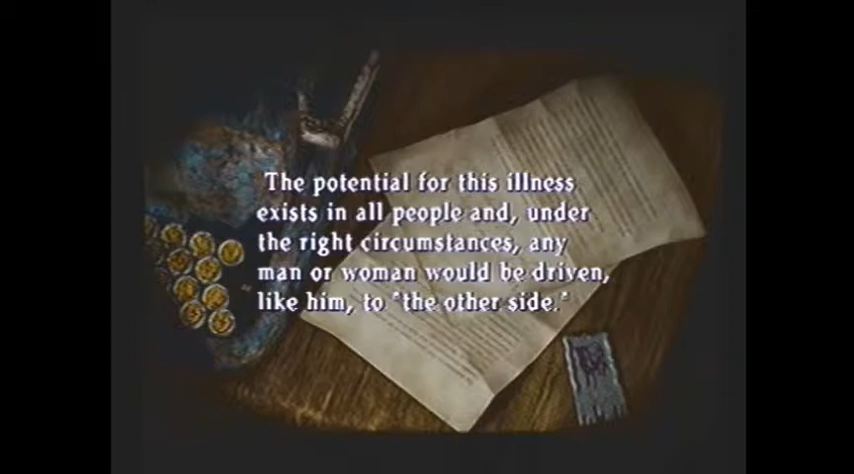 The potential for this illness
exists in all people and, under
the right circumstances, any
man or woman would be driven,
like him, to "the other side."